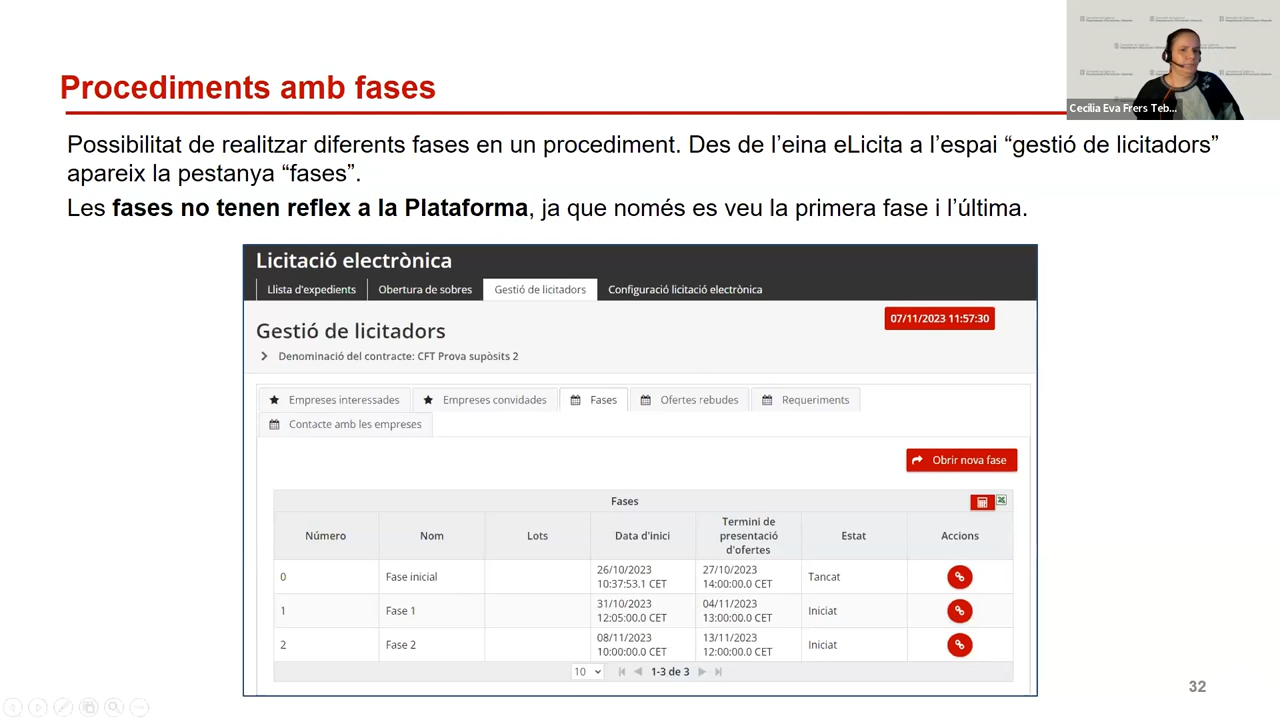 Procediments amb fases
Cecilia Eva Frers Teb...
Possibilitat de realitzar diferents fases en un procediment. Des de l'eina eLicita a l'espai “gestió de licitadors”
apareix la pestanya “fases”.
Les fases no tenen reflex a la Plataforma, ja que només es veu la primera fase i l'última.
Licitació electrònica
Llista d'expedients Obertura de sobres Gestió de licitadors Configuració licitació electrònica
07/11/2023 11:57:30
Gestió de licitadors
Denominació del contracte: CFT Prova supòsits 2
Empreses interessades Empreses convidades Fases Ofertes rebudes Requeriments
Contacte amb les empreses
Obrir nova fase
Fases
Número Nom Lots Data d'inici Termini de presentació d'ofertes Estat Accions
0 Fase inicial 26/10/2023 10:37:53.1 CET 27/10/2023 14:00:00.0 CET Tancat
1 Fase 1 31/10/2023 12:05:00.0 CET 04/11/2023 13:00:00.0 CET Iniciat
2 Fase 2 08/11/2023 10:00:00.0 CET 13/11/2023 12:00:00.0 CET Iniciat
10 1-3 de 3
32